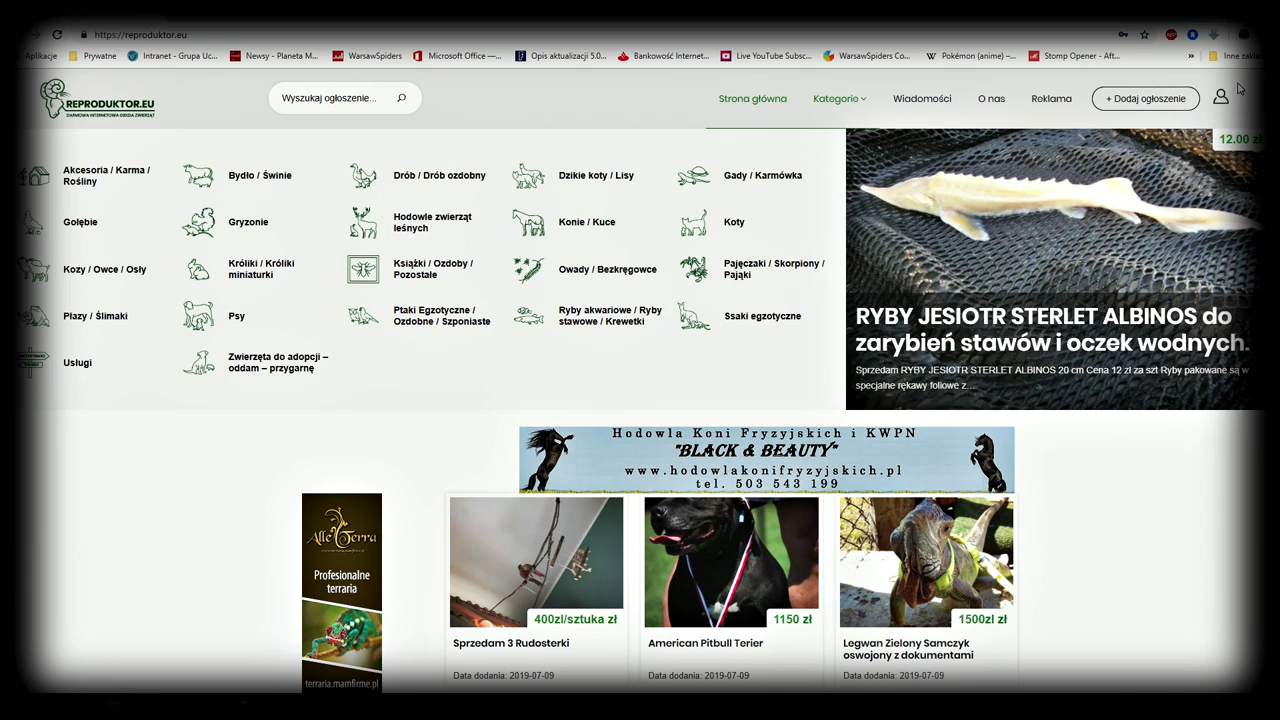 https://reproduktor.eu
Aplikacje
Prywatne
Intranet - Grupa Uc...
Newsy - Planeta M...
WarsawSpiders
Microsoft Office —...
Opis aktualizacji 5.0...
Bankowość Internet...
Live YouTube Subsc...
WarsawSpiders Co...
Pokémon (anime) –...
Stomp Opener - Aft...
»
REPRODUKTOR.EU
DARMOWA INTERNETOWA GIEŁDA ZWIERZĄT
Wyszukaj ogłoszenie...
Strona główna
Kategorie
Wiadomości
O nas
Reklama
+ Dodaj ogłoszenie
Akcesoria / Karma /
Rośliny
Bydło / Świnie
Drób / Drób ozdobny
Dzikie koty / Lisy
Gady / Karmówka
Gołębie
Gryzonie
Hodowle zwierząt
leśnych
Konie / Kuce
Koty
Kozy / Owce / Osły
Króliki / Króliki
miniaturki
Książki / Ozdoby /
Pozostałe
Owady / Bezkręgowce
Pajęczaki / Skorpiony /
Pająki
Płazy / Ślimaki
Psy
Ptaki Egzotyczne /
Ozdobne / Szponiaste
Ryby akwariowe / Ryby
stawowe / Krewetki
Ssaki egzotyczne
Usługi
Zwierzęta do adopcji –
oddam – przygarnę
12.00 zł
RYBY JESIOTR STERLET ALBINOS do
zarybień stawów i oczek wodnych.
Sprzedam RYBY JESIOTR STERLET ALBINOS 20 cm Cena 12 zł za szt Ryby pakowane są w
specjalne rękawy foliowe z…
Hodowla Koni Fryzyjskich i KWPN
"BLACK & BEAUTY"
www.hodowlakonifryzyjskich.pl
tel. 503 543 199
Alle Terra
Profesionalne
terraria
terraria.mamfirme.pl
400zl/sztuka zł
Sprzedam 3 Rudosterki
Data dodania: 2019-07-09
1150 zł
American Pitbull Terier
Data dodania: 2019-07-09
1500zl zł
Legwan Zielony Samczyk
oswojony z dokumentami
Data dodania: 2019-07-09